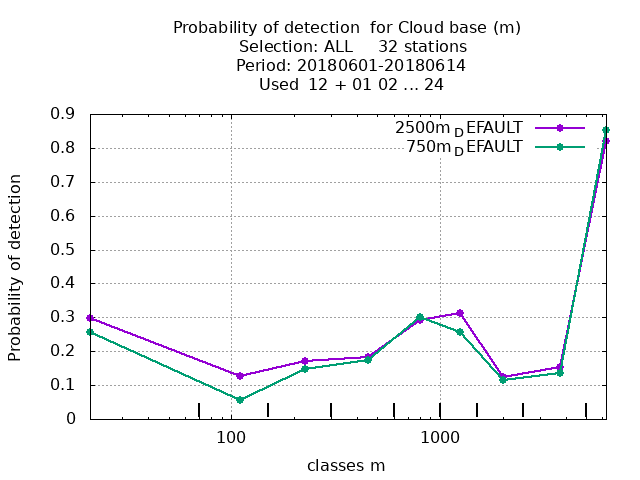 Probability of detection  for Cloud base (m)
Selection: ALL     32 stations
Period: 20180601-20180614
Used  12 + 01 02 ... 24
2500m_DEFAULT
750m_DEFAULT
0.9
0.8
0.7
0.6
0.5
0.4
0.3
0.2
0.1
0
Probability of detection
100
1000
classes m